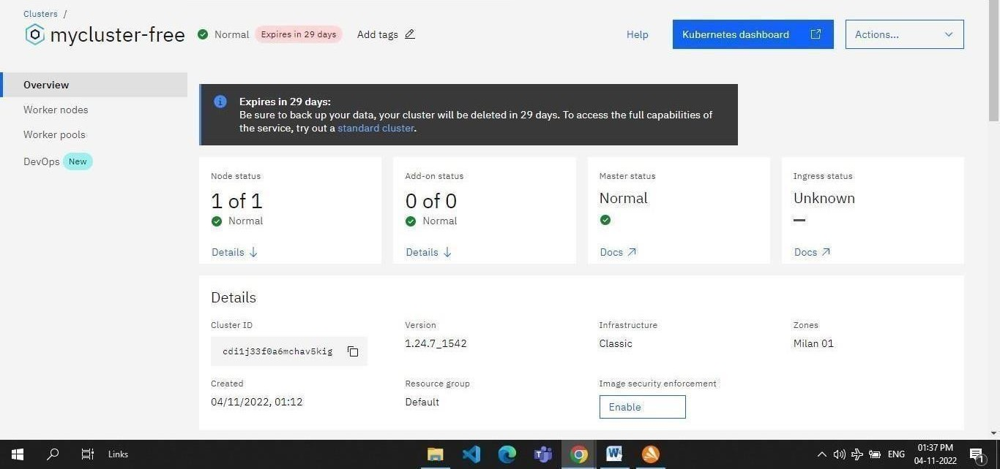 Clusters /
mycluster-free Normal Expires in 29 days Add tags Help Kubernetes dashboard Actions...
Overview
Worker nodes
Worker pools
DevOps New
Expires in 29 days:
Be sure to back up your data, your cluster will be deleted in 29 days. To access the full capabilities of
the service, try out a standard cluster.
Node status
1 of 1
Normal
Details
Add-on status
0 of 0
Normal
Details
Master status
Normal
Docs
Ingress status
Unknown
Docs
Details
Cluster ID
cdi1j33f0a6mchav5kig
Version
1.24.7_1542
Infrastructure
Classic
Zones
Milan 01
Created
04/11/2022, 01:12
Resource group
Default
Image security enforcement
Enable
Links
ENG
01:37 PM
04-11-2022
1